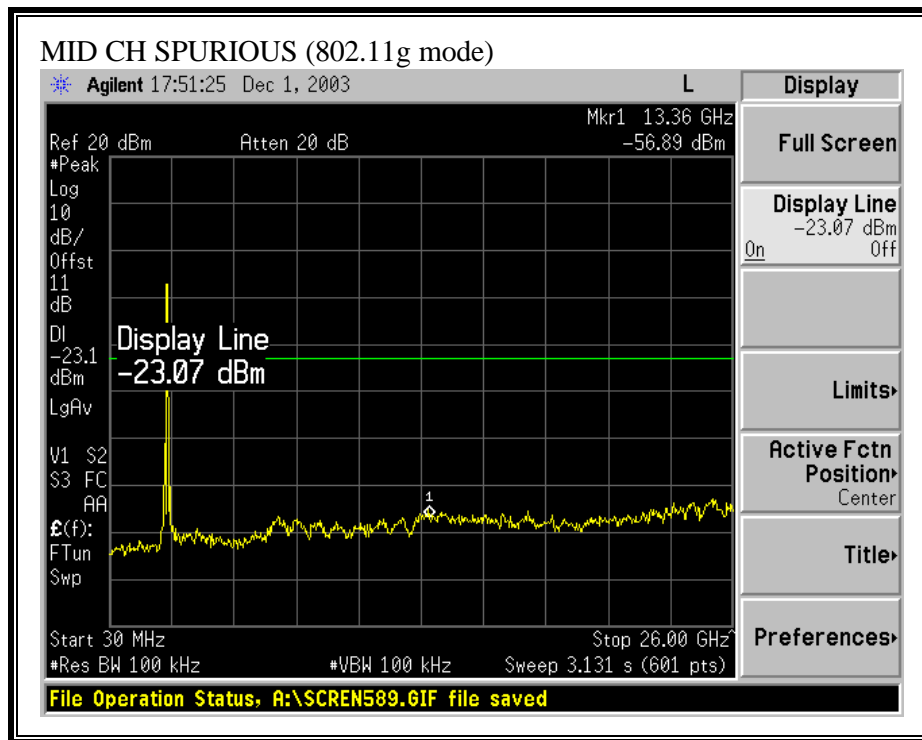 MID CH SPURIOUS (802.11g mode)
Agilent 17:51:25 Dec 1, 2003 L
Display
Mkr1 13.36 GHz
Ref 20 dBm Atten 20 dB -56.89 dBm
#Peak
Log
10
dB/
Offst
11
dB
DI
-23.1
dBm
LgAv
V1 S2
S3 FC
AA
£(f):
FTun
Swp
Display Line
-23.07 dBm
1
Start 30 MHz Stop 26.00 GHz^
#Res BW 100 kHz #VBW 100 kHz Sweep 3.131 s (601 pts)
Full Screen
Display Line
-23.07 dBm
On Off
Limits▸
Active Fctn
Position▸
Center
Title▸
Preferences▸
File Operation Status, A:\SCREN589.GIF file saved